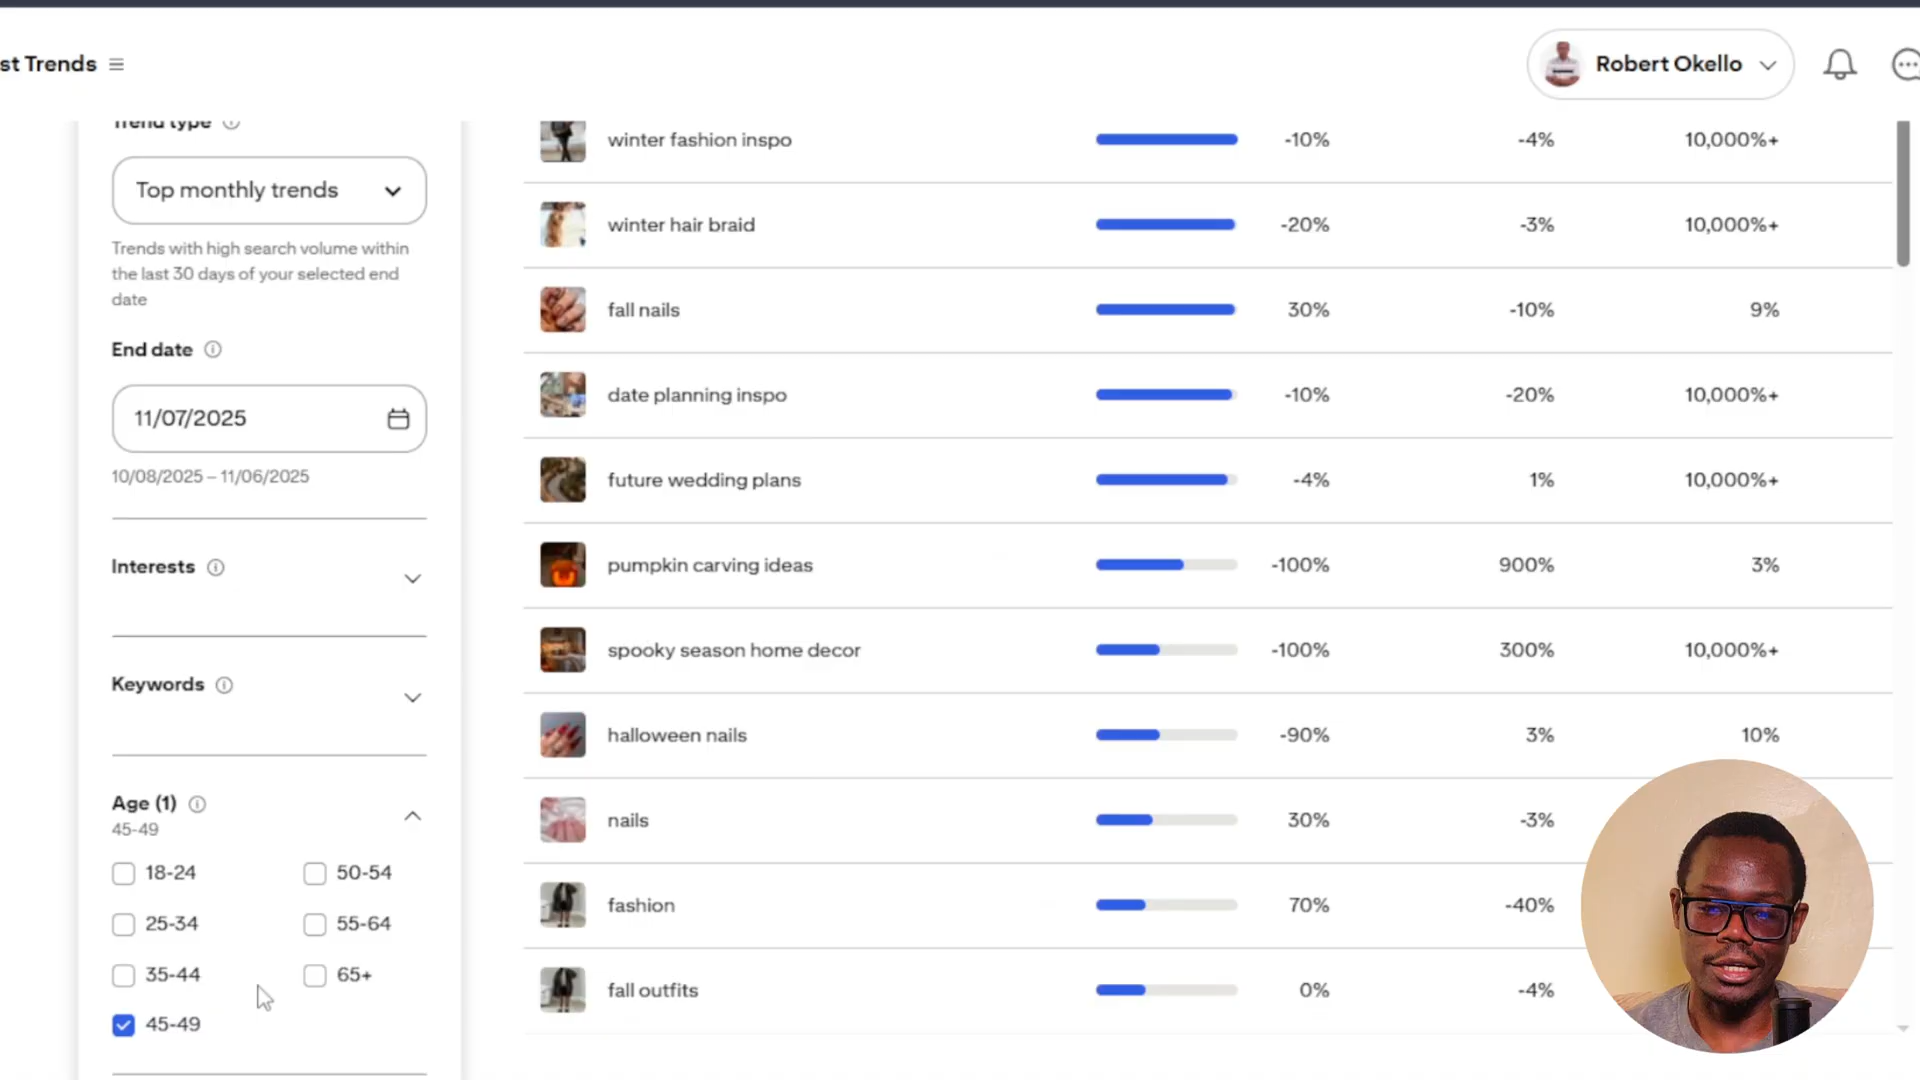 st Trends
Robert Okello
Trend type
Top monthly trends
Trends with high search volume within
the last 30 days of your selected end
date
End date
11/07/2025
10/08/2025 – 11/06/2025
Interests
Keywords
Age (1)
45-49
18-24
50-54
25-34
55-64
35-44
65+
45-49
winter fashion inspo -10% -4% 10,000%+
winter hair braid -20% -3% 10,000%+
fall nails 30% -10% 9%
date planning inspo -10% -20% 10,000%+
future wedding plans -4% 1% 10,000%+
pumpkin carving ideas -100% 900% 3%
spooky season home decor -100% 300% 10,000%+
halloween nails -90% 3% 10%
nails 30% -3%
fashion 70% -40%
fall outfits 0% -4%